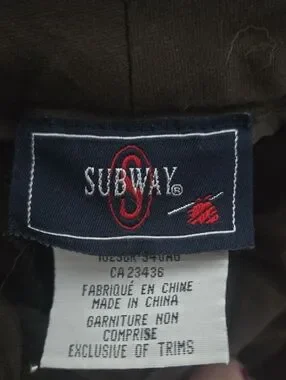 SUBWAY®
CA 23436
FABRIQUÉ EN CHINE
MADE IN CHINA
GARNITURE NON
COMPRISE
EXCLUSIVE OF TRIMS